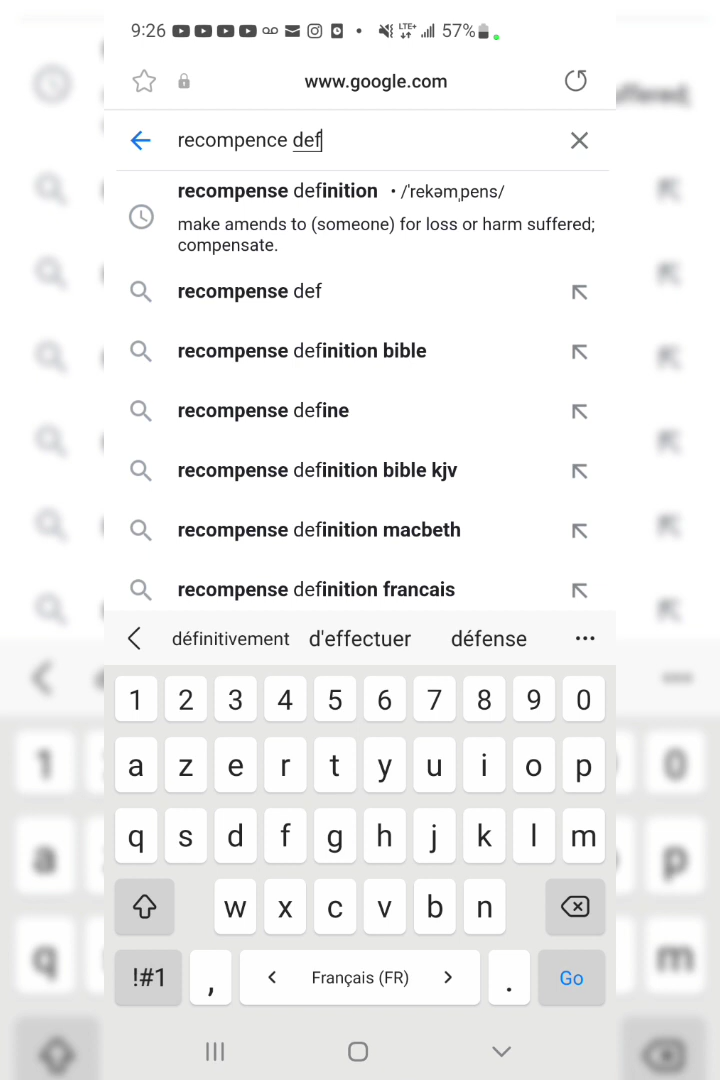 9:26 LTE+ 57%
www.google.com
recompence def
recompense definition • /ˈrekəmˌpens/
make amends to (someone) for loss or harm suffered;
compensate.
recompense def
recompense definition bible
recompense define
recompense definition bible kjv
recompense definition macbeth
recompense definition francais
définitivement d'effectuer défense ...
1 2 3 4 5 6 7 8 9 0
a z e r t y u i o p
q s d f g h j k l m
w x c v b n
!#1 , < Français (FR) > . Go